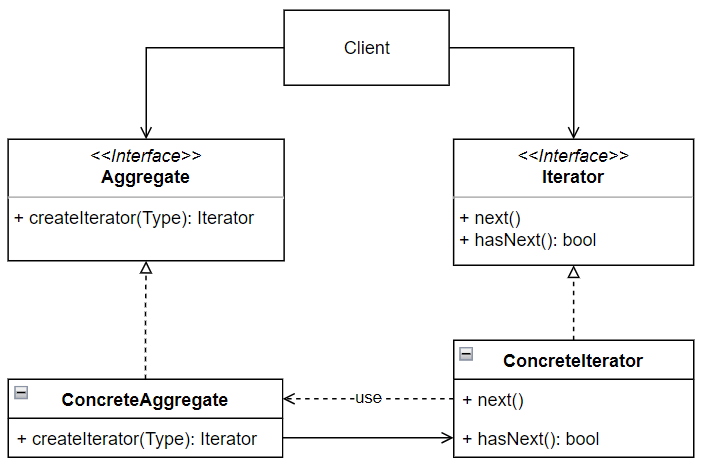 Client
<<Interface>>
Aggregate
+ createIterator(Type): Iterator
<<Interface>>
Iterator
+ next()
+ hasNext(): bool
ConcreteAggregate
+ createIterator(Type): Iterator
use
ConcreteIterator
+ next()
+ hasNext(): bool